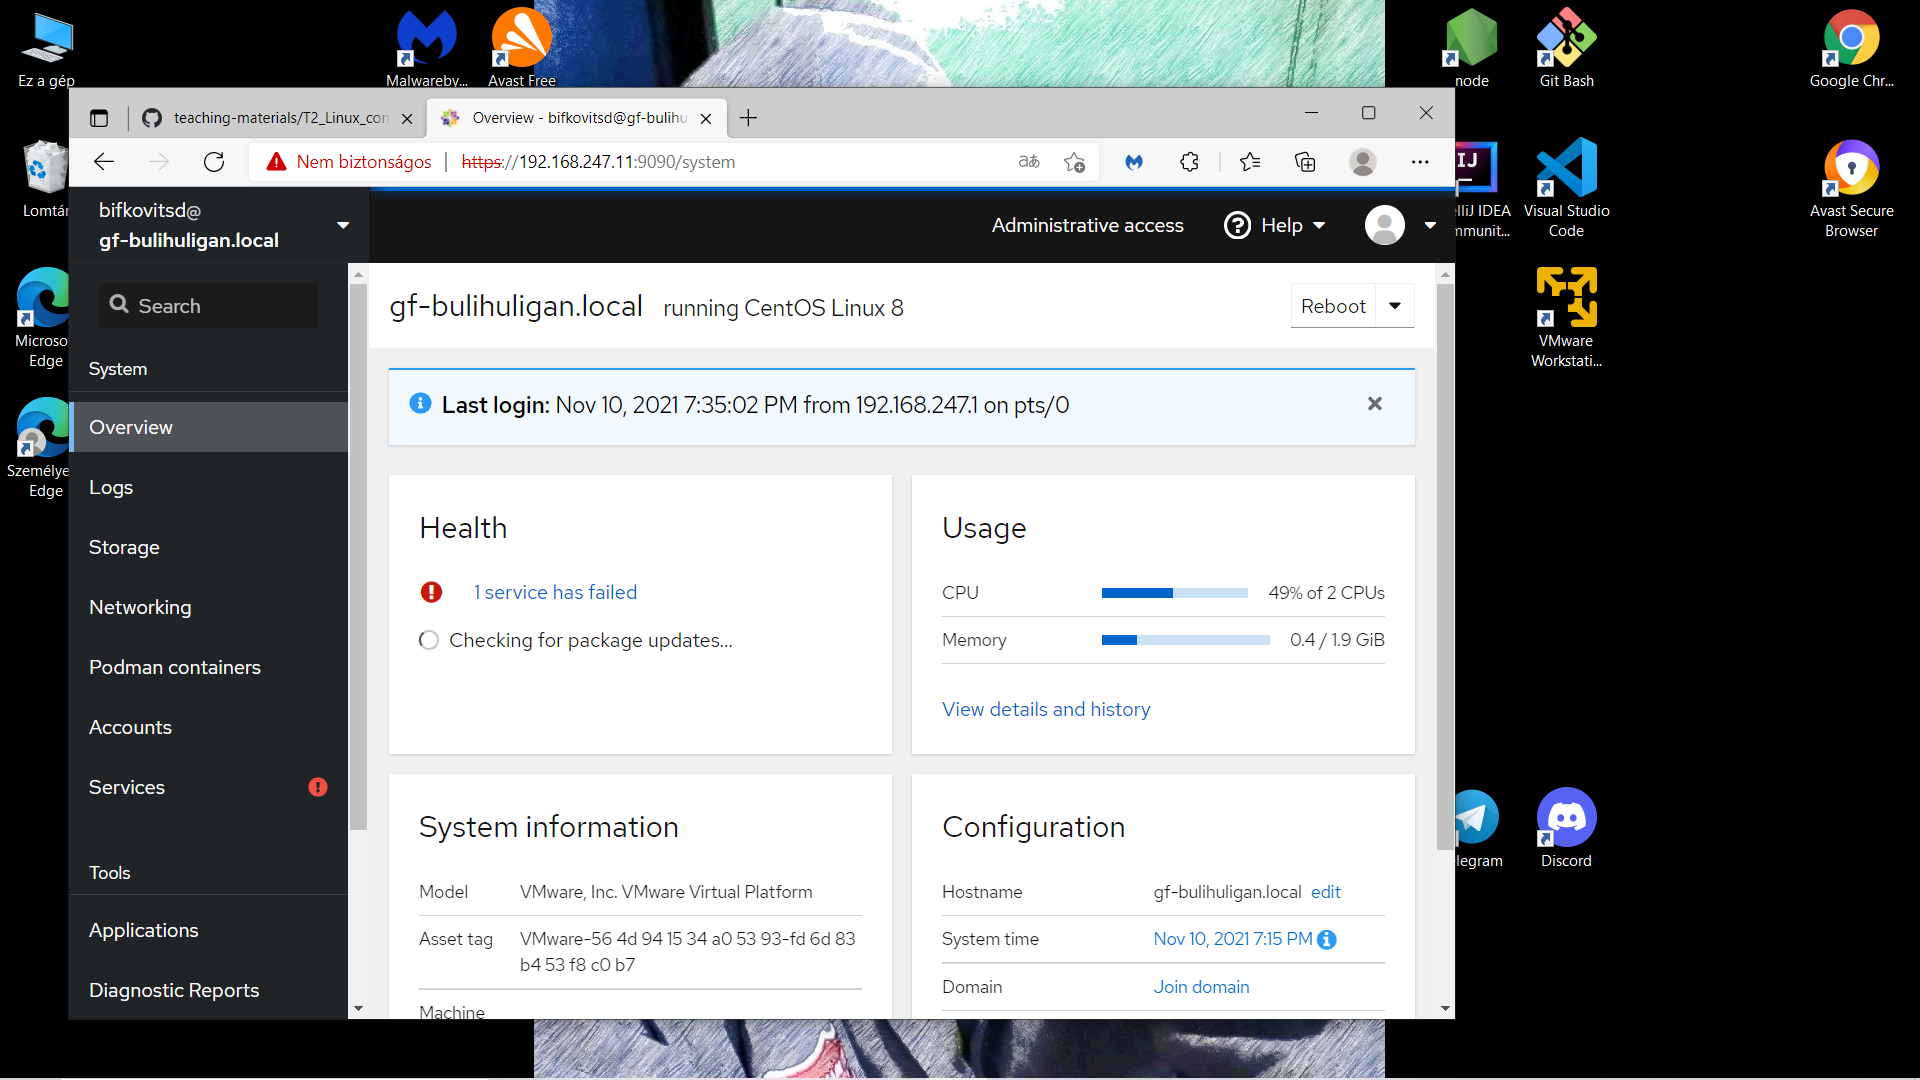 Ez a gép
Malwareby...
Avast Free
node
Git Bash
Google Chr...
teaching-materials/T2_Linux_con
Overview - bifkovitsd@gf-bulihu
Nem biztonságos
https://192.168.247.11:9090/system
Lomtár
IJ
elliJ IDEA
mmunit...
Visual Studio
Code
Avast Secure
Browser
bifkovitsd@
gf-bulihuligan.local
Administrative access
Help
Search
gf-bulihuligan.local running CentOS Linux 8
Reboot
Microso
Edge
VMware
Workstati...
System
Last login: Nov 10, 2021 7:35:02 PM from 192.168.247.1 on pts/0
Overview
Személye
Edge
Logs
Storage
Networking
Podman containers
Accounts
Services
Tools
Applications
Diagnostic Reports
Health
1 service has failed
Checking for package updates...
Usage
CPU 49% of 2 CPUs
Memory 0.4 / 1.9 GiB
View details and history
System information
Model VMware, Inc. VMware Virtual Platform
Asset tag VMware-56 4d 94 15 34 a0 53 93-fd 6d 83
b4 53 f8 c0 b7
Machine
Configuration
Hostname gf-bulihuligan.local edit
System time Nov 10, 2021 7:15 PM
Domain Join domain
legram
Discord